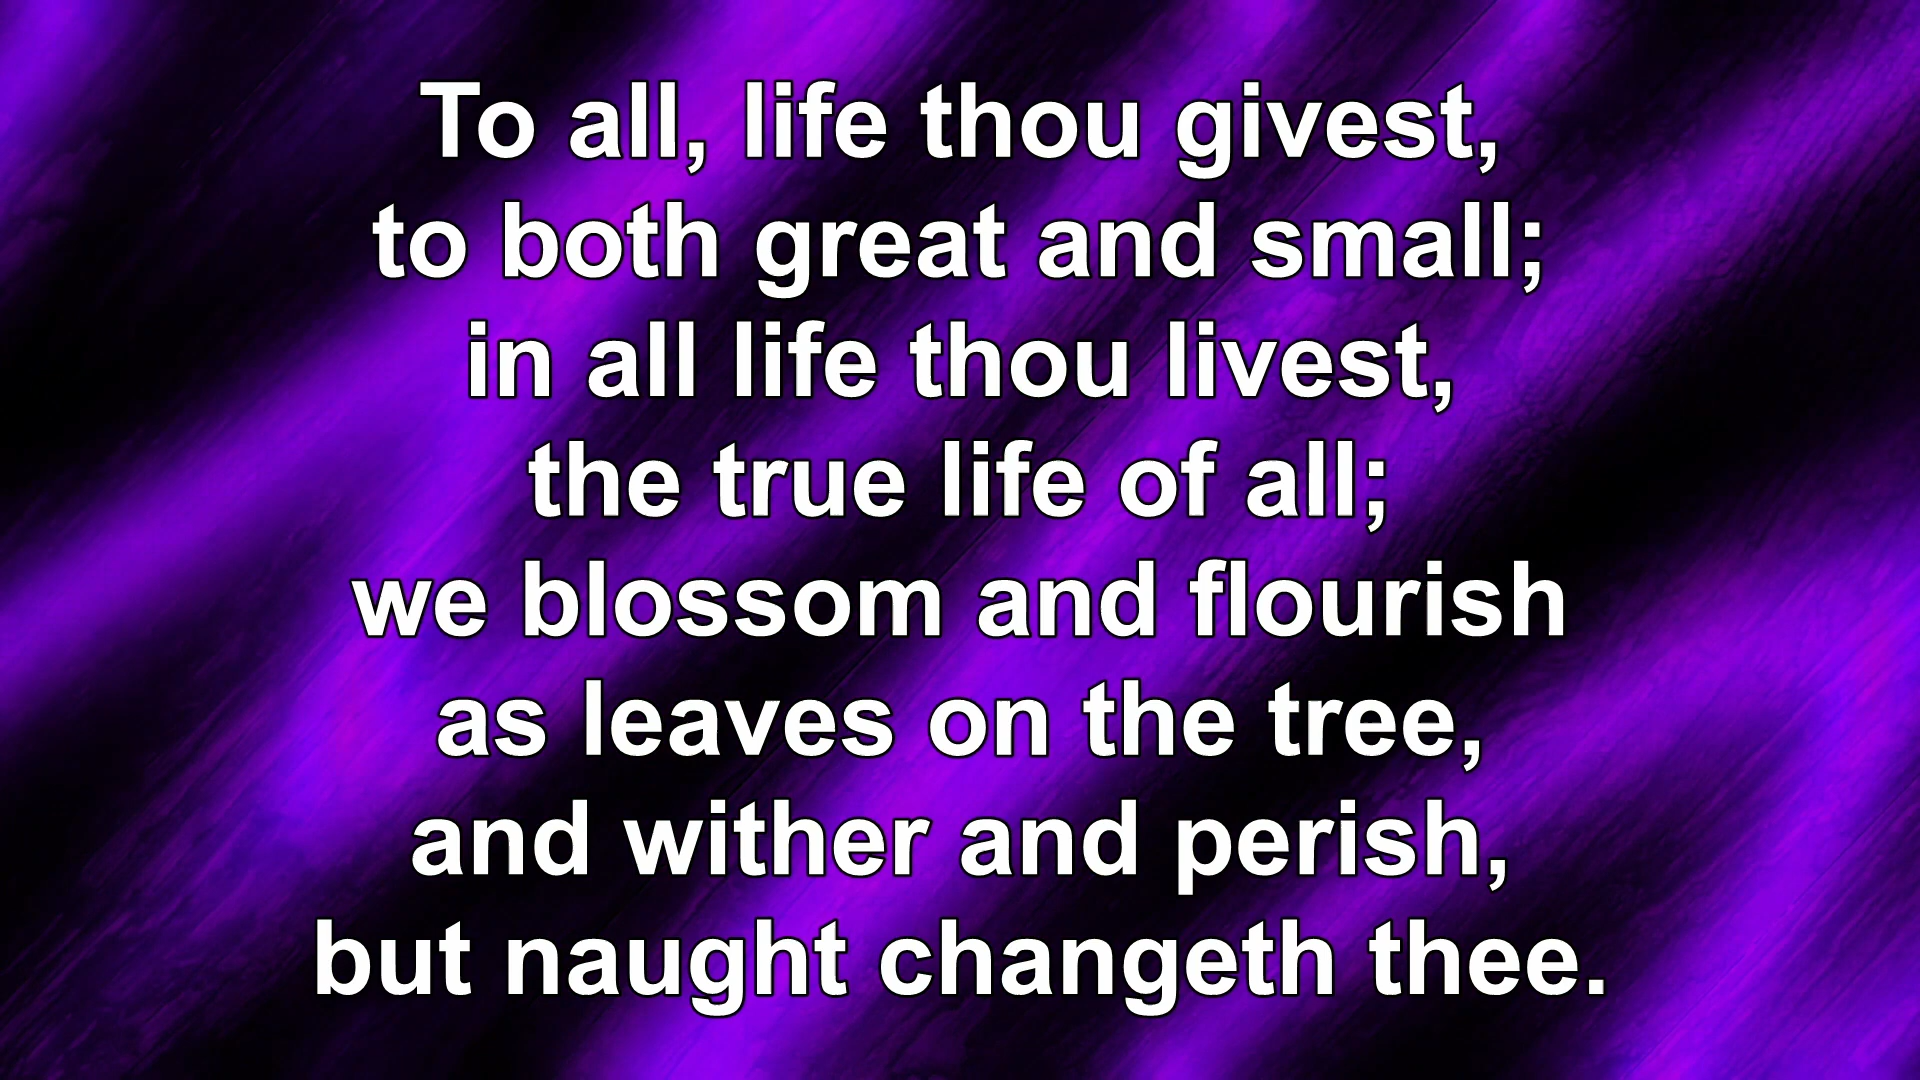 To all, life thou givest,
to both great and small;
in all life thou livest,
the true life of all;
we blossom and flourish
as leaves on the tree,
and wither and perish,
but naught changeth thee.